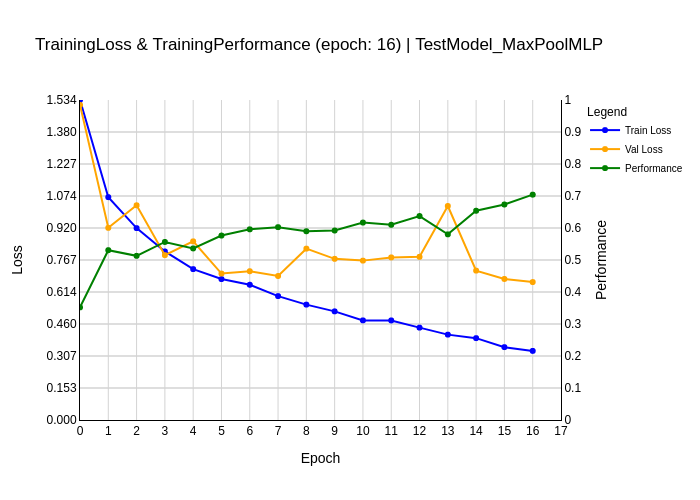 TrainingLoss & TrainingPerformance (epoch: 16) | TestModel_MaxPoolMLP
Legend
Train Loss
Val Loss
Performance
1.534
1.380
1.227
1.074
0.920
0.767
0.614
0.460
0.307
0.153
0.000
Loss
1
0.9
0.8
0.7
0.6
0.5
0.4
0.3
0.2
0.1
0
Performance
0 1 2 3 4 5 6 7 8 9 10 11 12 13 14 15 16 17
Epoch